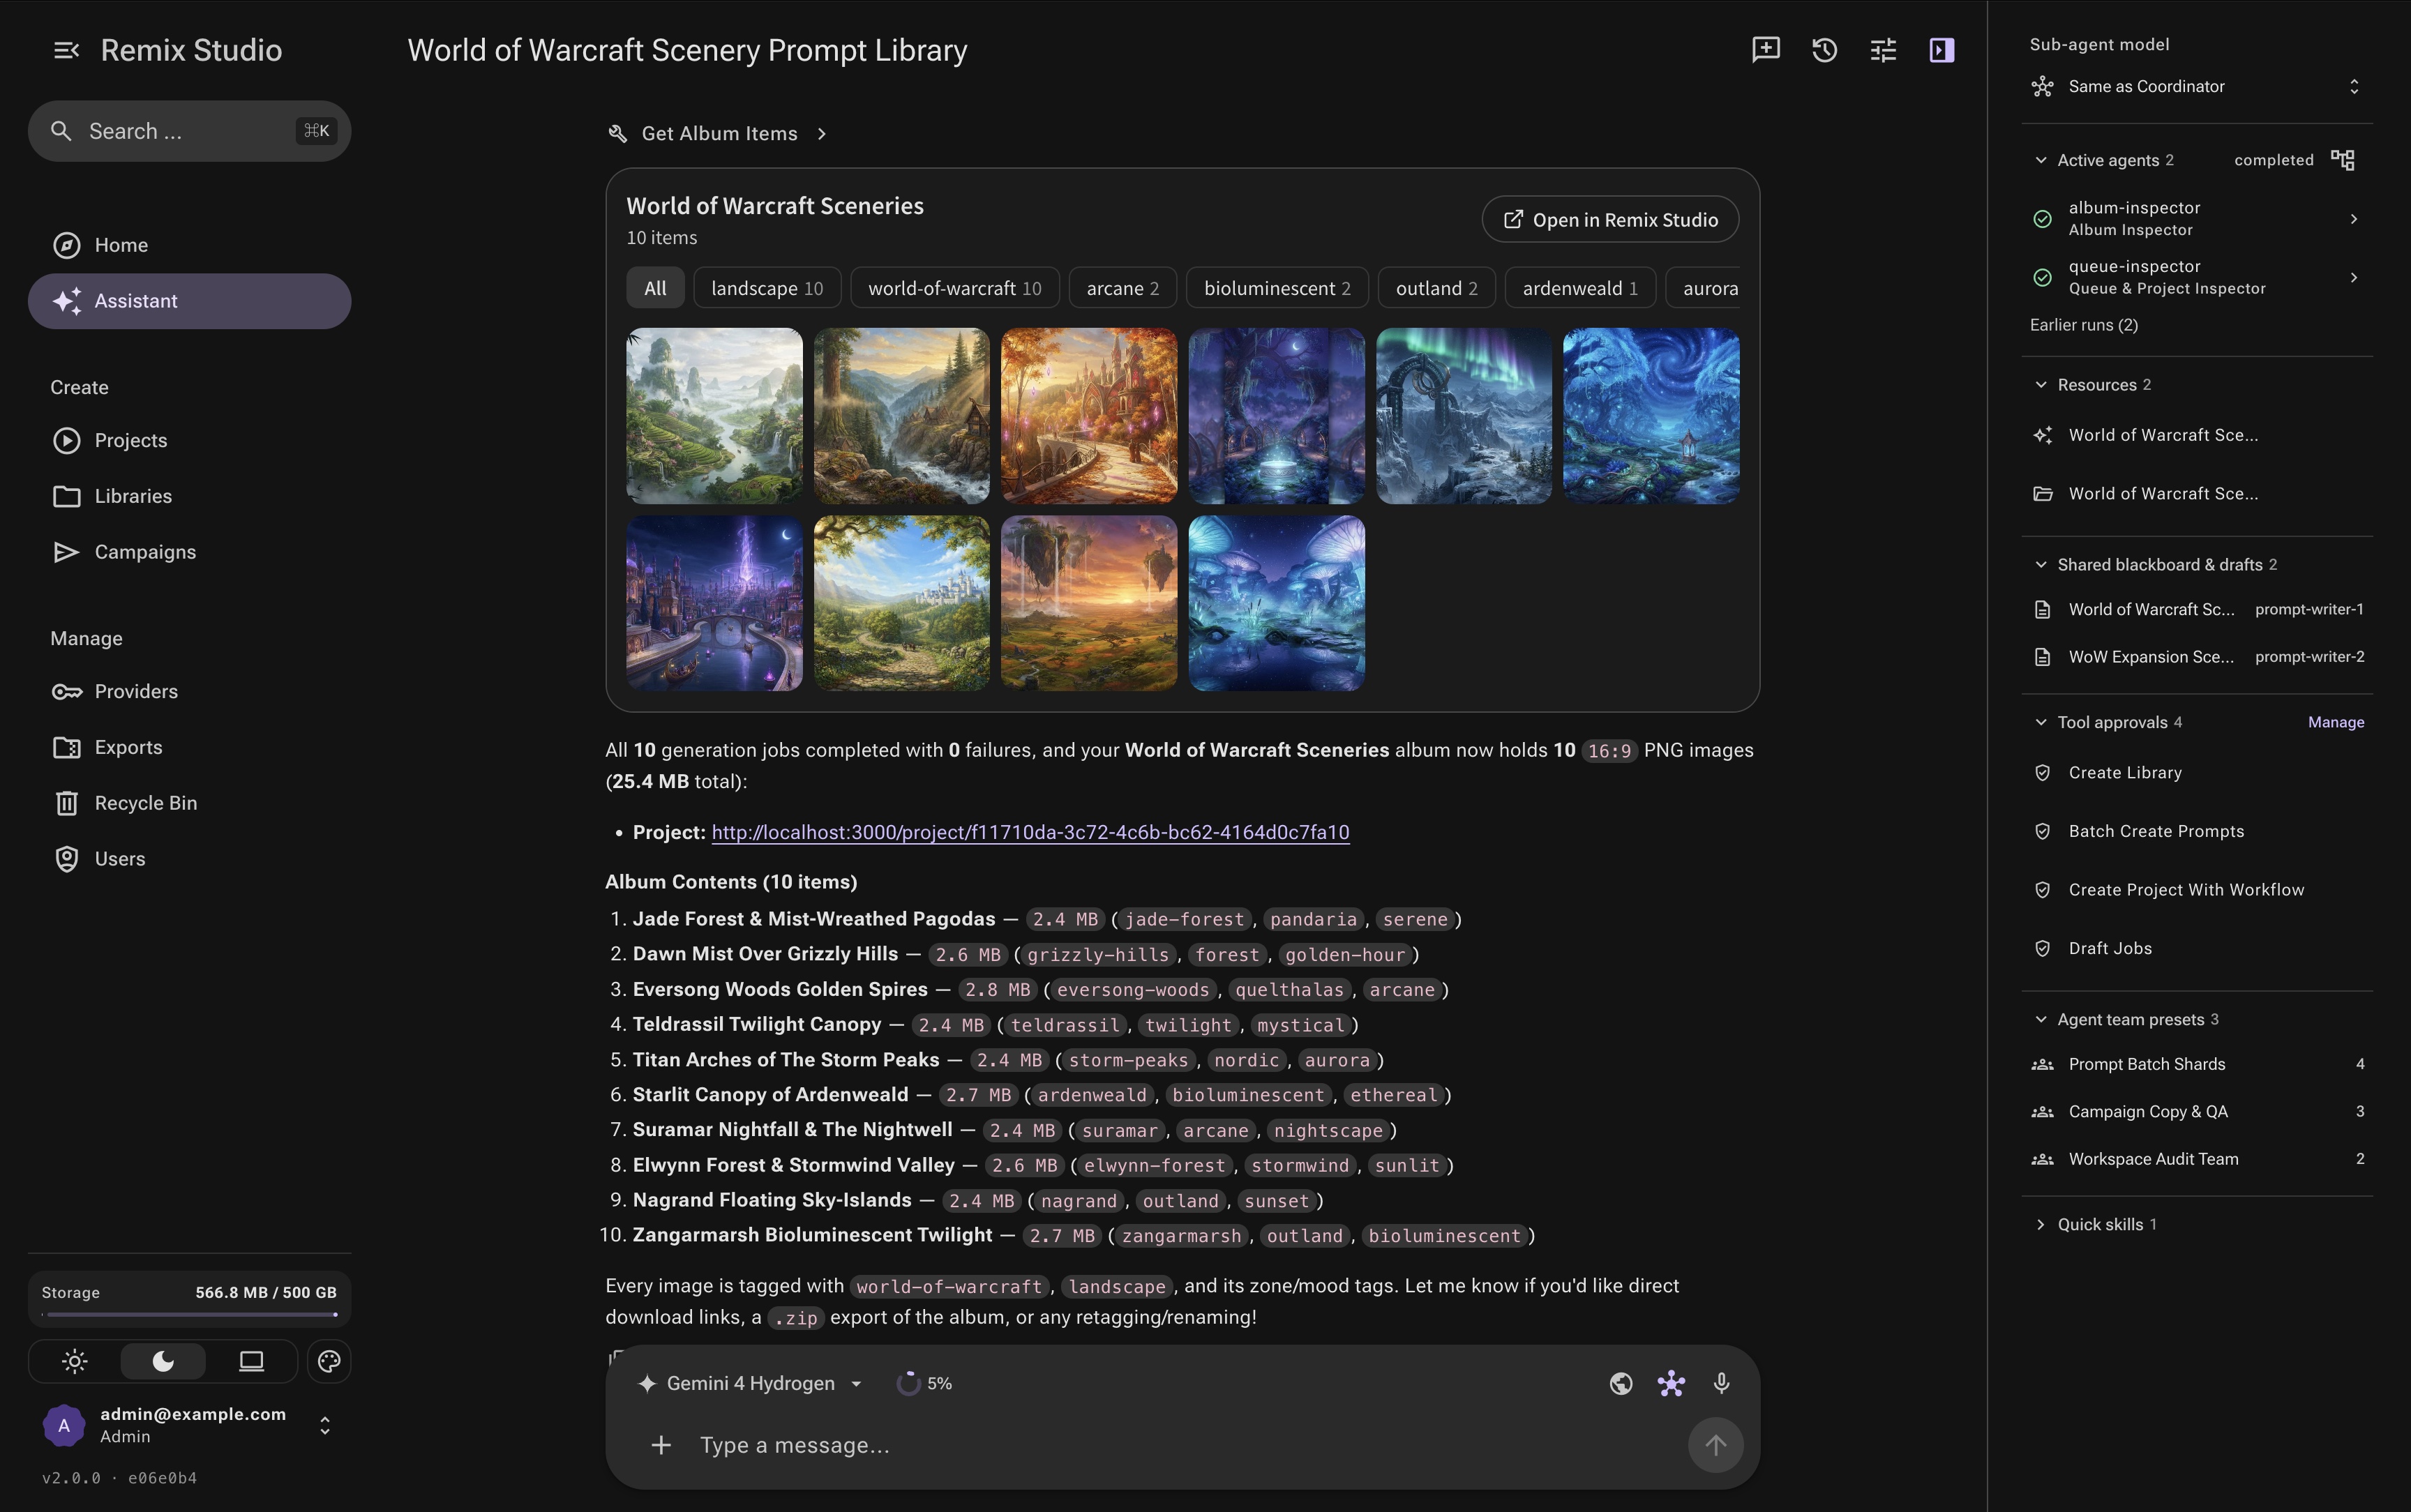 Remix Studio
Search ...
⌘K
Home
Assistant
Create
Projects
Libraries
Campaigns
Manage
Providers
Exports
Recycle Bin
Users
Storage 566.8 MB / 500 GB
A
admin@example.com
Admin
v2.0.0 · e06e0b4
World of Warcraft Scenery Prompt Library
Get Album Items
World of Warcraft Sceneries
10 items
Open in Remix Studio
All landscape 10 world-of-warcraft 10 arcane 2 bioluminescent 2 outland 2 ardenweald 1 aurora
All 10 generation jobs completed with 0 failures, and your World of Warcraft Sceneries album now holds 10 16:9 PNG images
(25.4 MB total):
• Project: http://localhost:3000/project/f11710da-3c72-4c6b-bc62-4164d0c7fa10
Album Contents (10 items)
1. Jade Forest & Mist-Wreathed Pagodas — 2.4 MB (jade-forest, pandaria, serene)
2. Dawn Mist Over Grizzly Hills — 2.6 MB (grizzly-hills, forest, golden-hour)
3. Eversong Woods Golden Spires — 2.8 MB (eversong-woods, quelthalas, arcane)
4. Teldrassil Twilight Canopy — 2.4 MB (teldrassil, twilight, mystical)
5. Titan Arches of The Storm Peaks — 2.4 MB (storm-peaks, nordic, aurora)
6. Starlit Canopy of Ardenweald — 2.7 MB (ardenweald, bioluminescent, ethereal)
7. Suramar Nightfall & The Nightwell — 2.4 MB (suramar, arcane, nightscape)
8. Elwynn Forest & Stormwind Valley — 2.6 MB (elwynn-forest, stormwind, sunlit)
9. Nagrand Floating Sky-Islands — 2.4 MB (nagrand, outland, sunset)
10. Zangarmarsh Bioluminescent Twilight — 2.7 MB (zangarmarsh, outland, bioluminescent)
Every image is tagged with world-of-warcraft, landscape, and its zone/mood tags. Let me know if you'd like direct
download links, a .zip export of the album, or any retagging/renaming!
Gemini 4 Hydrogen 5%
Type a message...
Sub-agent model
Same as Coordinator
Active agents 2 completed
album-inspector
Album Inspector
queue-inspector
Queue & Project Inspector
Earlier runs (2)
Resources 2
World of Warcraft Sce...
World of Warcraft Sce...
Shared blackboard & drafts 2
World of Warcraft Sc... prompt-writer-1
WoW Expansion Sce... prompt-writer-2
Tool approvals 4 Manage
Create Library
Batch Create Prompts
Create Project With Workflow
Draft Jobs
Agent team presets 3
Prompt Batch Shards 4
Campaign Copy & QA 3
Workspace Audit Team 2
Quick skills 1